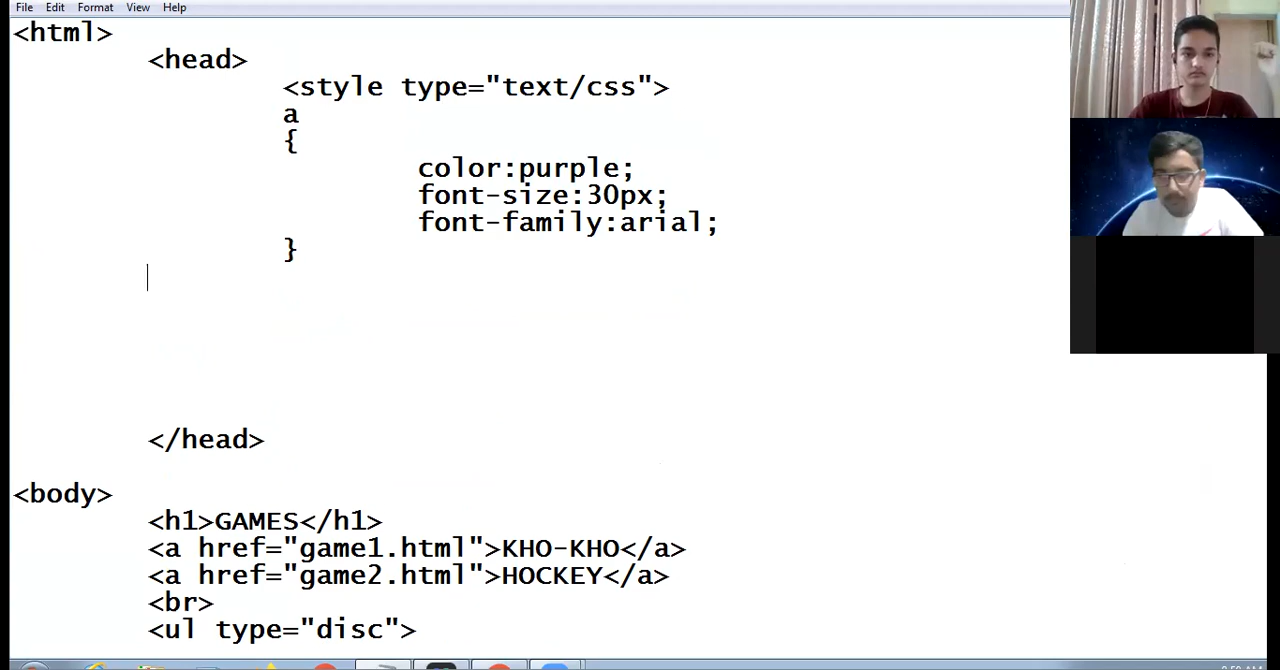 File Edit Format View Help
<html>
<head>
<style type="text/css">
a
{
color:purple;
font-size:30px;
font-family:arial;
}
</head>
<body>
<h1>GAMES</h1>
<a href="game1.html">KHO-KHO</a>
<a href="game2.html">HOCKEY</a>
<br>
<ul type="disc">